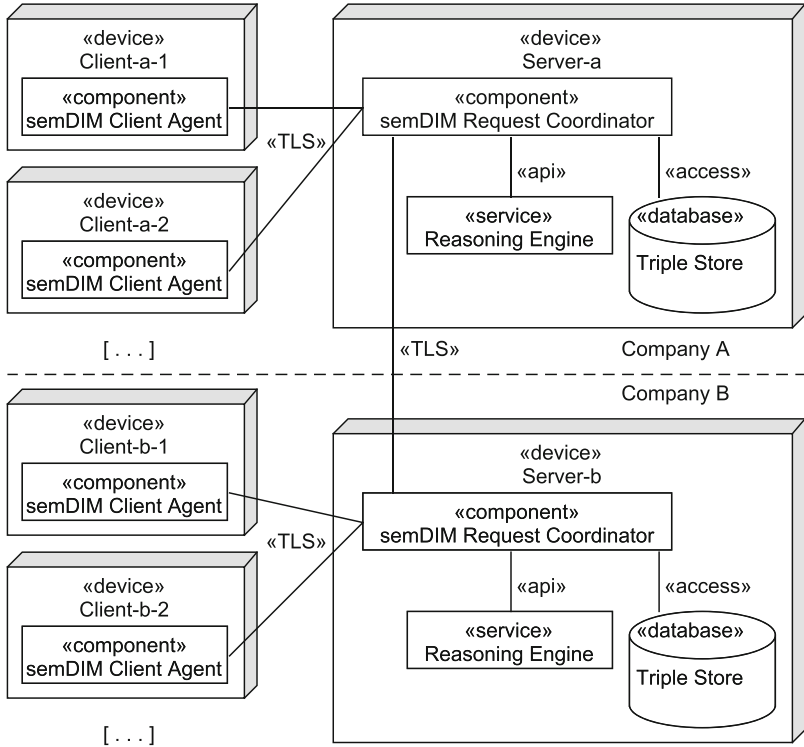 «device»
Client-a-1
«component»
semDIM Client Agent
«device»
Server-a
«component»
semDIM Request Coordinator
«TLS»
«api»
«access»
«device»
Client-a-2
«component»
semDIM Client Agent
«service»
Reasoning Engine
«database»
Triple Store
[ . . . ]
«TLS»
Company A
Company B
«device»
Client-b-1
«component»
semDIM Client Agent
«device»
Server-b
«component»
semDIM Request Coordinator
«TLS»
«api»
«access»
«device»
Client-b-2
«component»
semDIM Client Agent
«service»
Reasoning Engine
«database»
Triple Store
[ . . . ]